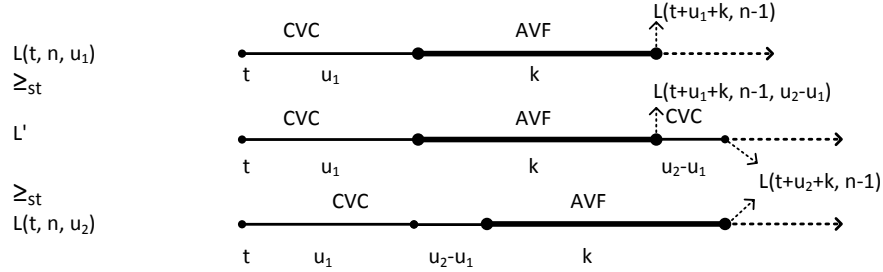 CVC AVF L(t+u₁+k, n-1)
L(t, n, u₁)
t u₁ k
≥st
L(t+u₁+k, n-1, u₂-u₁)
CVC AVF CVC
L'
t u₁ k u₂-u₁
L(t+u₂+k, n-1)
≥st
CVC AVF
L(t, n, u₂)
t u₁ u₂-u₁ k